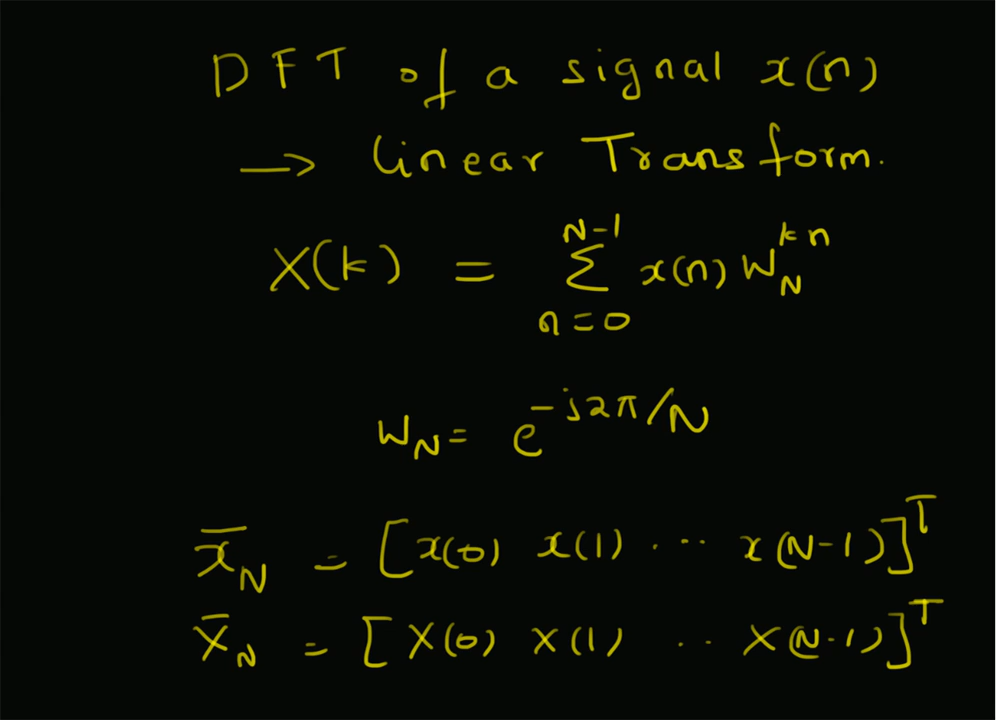 DFT of a signal x(n)
→ Linear Transform.
X(k) = ∑_{n=0}^{N-1} x(n) W_N^{kn}
W_N = e^{-j2π/N}
x̄_N = [x(0) x(1) . ... x(N-1)]^T
X̄_N = [X(0) X(1) .. X(N-1)]^T